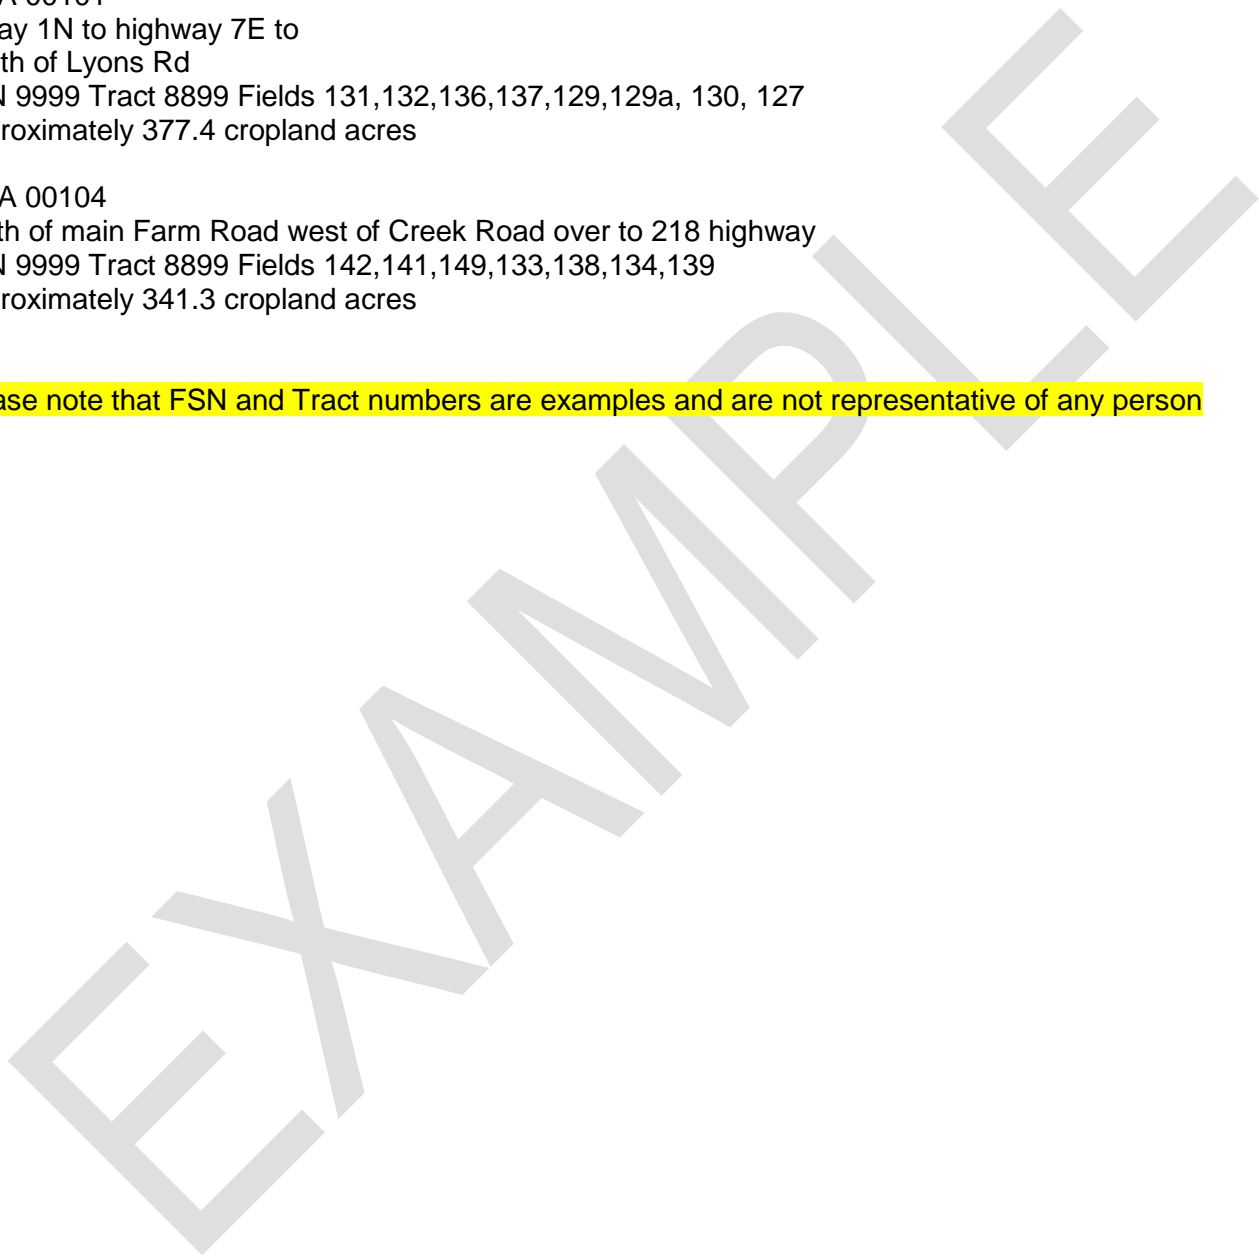 A 00101
ay 1N to highway 7E to
th of Lyons Rd
N 9999 Tract 8899 Fields 131,132,136,137,129,129a, 130, 127
roximately 377.4 cropland acres
A 00104
th of main Farm Road west of Creek Road over to 218 highway
N 9999 Tract 8899 Fields 142,141,149,133,138,134,139
roximately 341.3 cropland acres
ase note that FSN and Tract numbers are examples and are not representative of any person
EXAMPLE